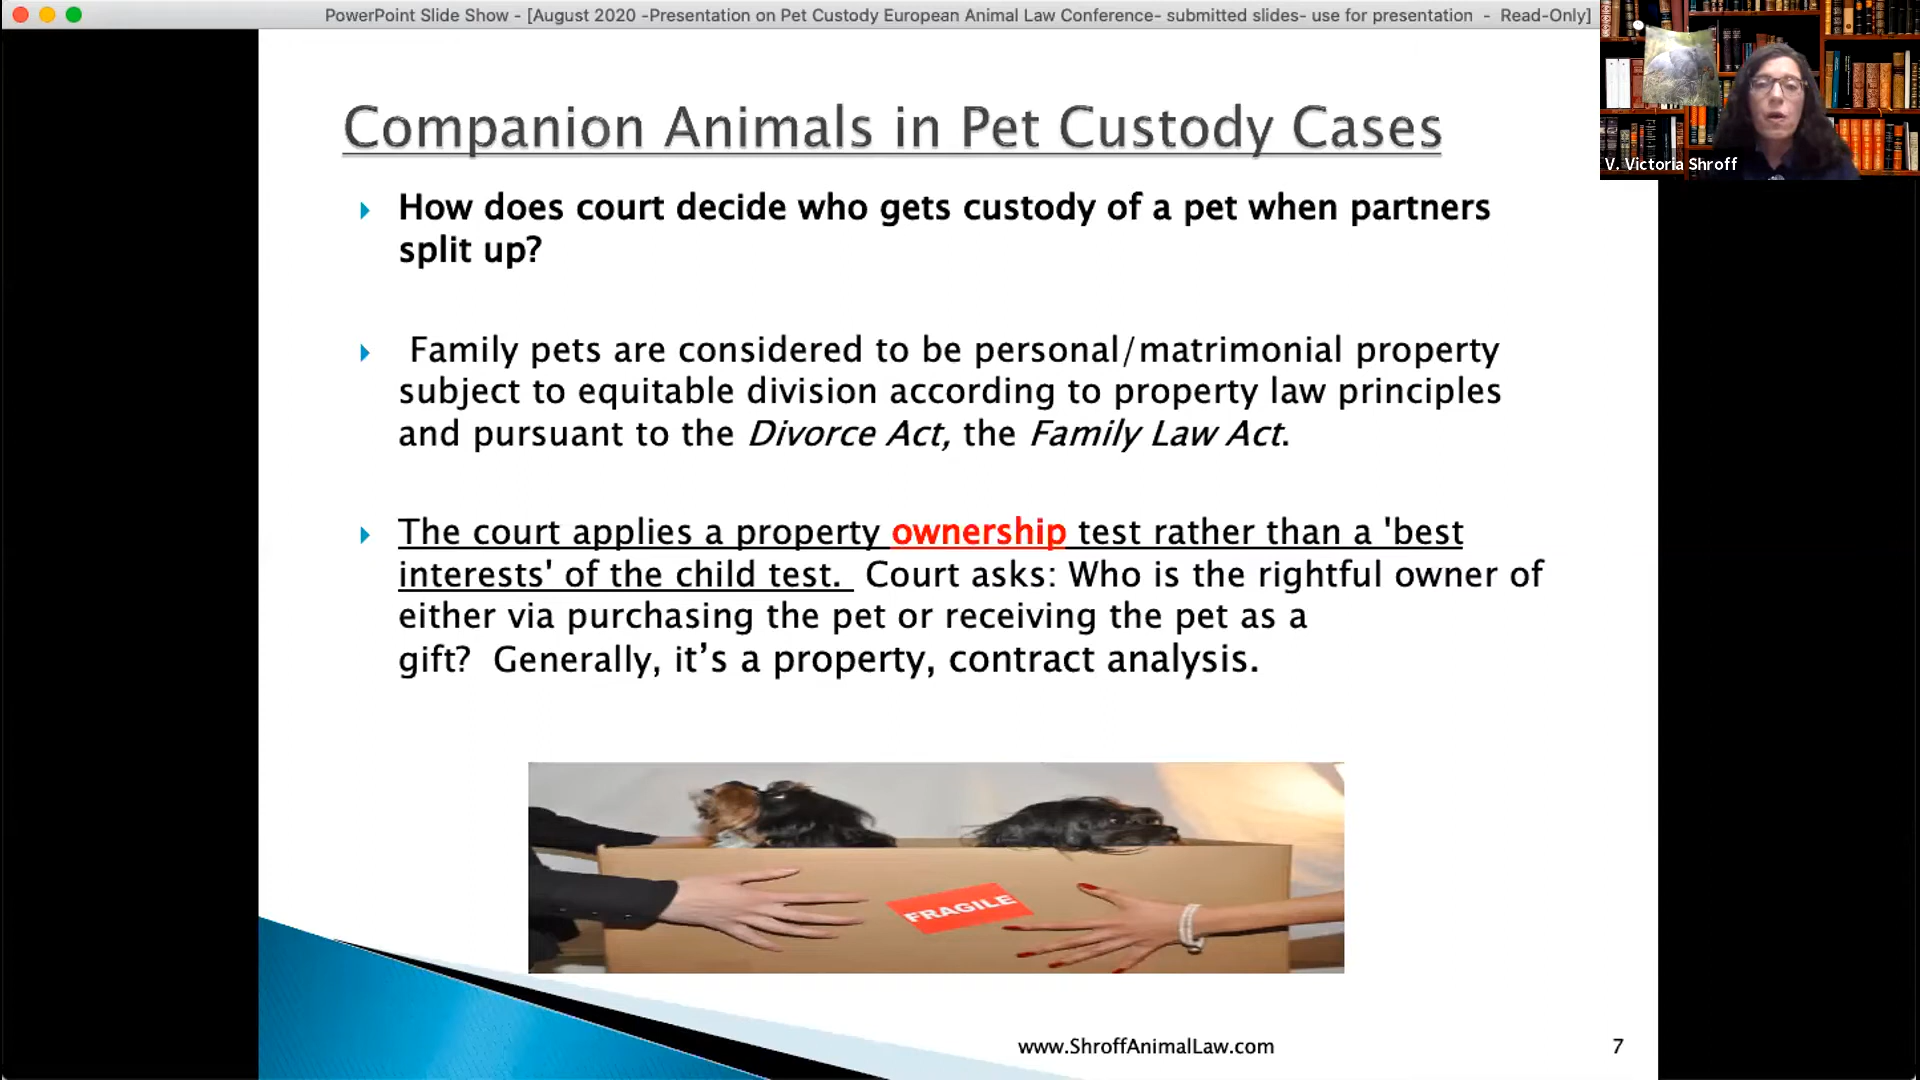 PowerPoint Slide Show - [August 2020 -Presentation on Pet Custody European Animal Law Conference- submitted slides- use for presentation - Read-Only]
V. Victoria Shroff
Companion Animals in Pet Custody Cases
How does court decide who gets custody of a pet when partners
split up?
Family pets are considered to be personal/matrimonial property
subject to equitable division according to property law principles
and pursuant to the Divorce Act, the Family Law Act.
The court applies a property ownership test rather than a 'best
interests' of the child test. Court asks: Who is the rightful owner of
either via purchasing the pet or receiving the pet as a
gift? Generally, it’s a property, contract analysis.
FRAGILE
www.ShroffAnimalLaw.com
7